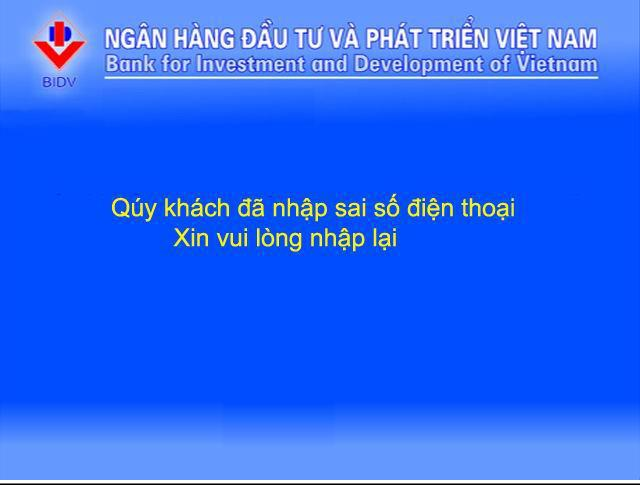 NGÂN HÀNG ĐẦU TƯ VÀ PHÁT TRIỂN VIỆT NAM
Bank for Investment and Development of Vietnam
BIDV
Qúy khách đã nhập sai số điện thoại
Xin vui lòng nhập lại